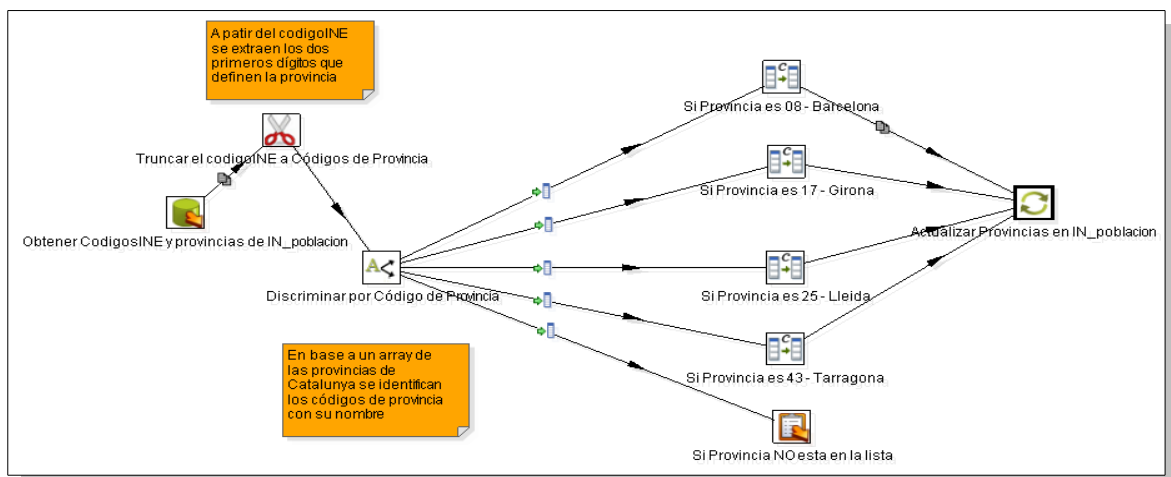 A patir del codigoINE
se extraen los dos
primeros dígitos que
definen la provincia
Truncar el codigoINE a Códigos de Provincia
Obtener CodigosINE y provincias de IN_poblacion
Discriminar por Código de Provincia
En base a un array de
las provincias de
Catalunya se identifican
los códigos de provincia
con su nombre
Si Provincia es 08 - Barcelona
Si Provincia es 17 - Girona
Si Provincia es 25 - Lleida
Si Provincia es 43 - Tarragona
Si Provincia NO esta en la lista
Actualizar Provincias en IN_poblacion